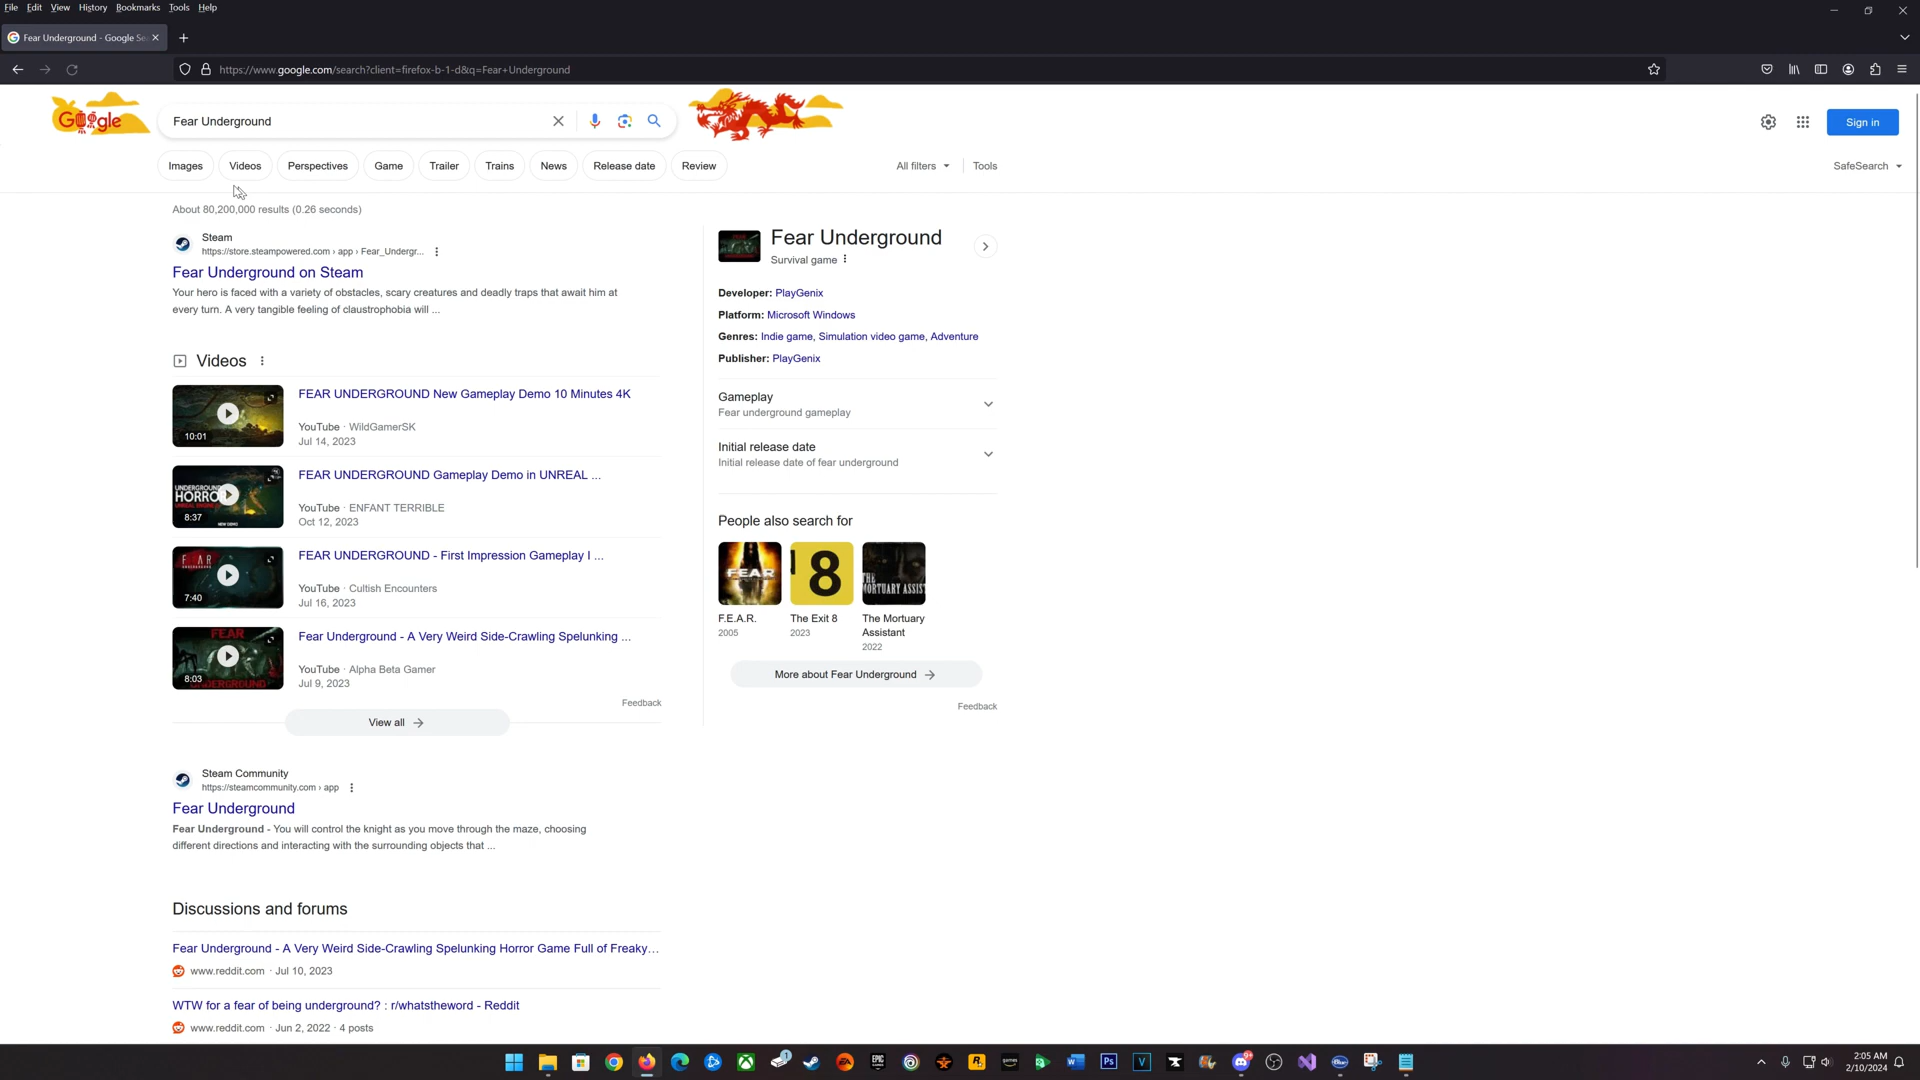 File Edit View History Bookmarks Tools Help
Fear Underground - Google Se
https://www.google.com/search?client=firefox-b-1-d&q=Fear+Underground
Google
Fear Underground
Sign in
Images Videos Perspectives Game Trailer Trains News Release date Review All filters Tools SafeSearch
About 80,200,000 results (0.26 seconds)
Steam
https://store.steampowered.com › app › Fear_Undergr...
Fear Underground on Steam
Your hero is faced with a variety of obstacles, scary creatures and deadly traps that await him at
every turn. A very tangible feeling of claustrophobia will ...
Videos
FEAR UNDERGROUND New Gameplay Demo 10 Minutes 4K
YouTube · WildGamerSK
10:01
Jul 14, 2023
FEAR UNDERGROUND Gameplay Demo in UNREAL ...
UNDERGROUND
HORRO
YouTube · ENFANT TERRIBLE
8:37
Oct 12, 2023
FEAR UNDERGROUND - First Impression Gameplay I ...
FEAR
YouTube · Cultish Encounters
7:40
Jul 16, 2023
Fear Underground - A Very Weird Side-Crawling Spelunking ...
FEAR
YouTube · Alpha Beta Gamer
8:03
UNDERGROUND
Jul 9, 2023
Feedback
View all
Steam Community
https://steamcommunity.com › app
Fear Underground
Fear Underground - You will control the knight as you move through the maze, choosing
different directions and interacting with the surrounding objects that ...
Discussions and forums
Fear Underground - A Very Weird Side-Crawling Spelunking Horror Game Full of Freaky...
www.reddit.com · Jul 10, 2023
WTW for a fear of being underground? : r/whatstheword - Reddit
www.reddit.com · Jun 2, 2022 · 4 posts
Fear Underground
Survival game
Developer: PlayGenix
Platform: Microsoft Windows
Genres: Indie game, Simulation video game, Adventure
Publisher: PlayGenix
Gameplay
Fear underground gameplay
Initial release date
Initial release date of fear underground
People also search for
FEAR
8
THE
MORTUARY ASSIST
F.E.A.R.
2005
The Exit 8
2023
The Mortuary
Assistant
2022
More about Fear Underground
Feedback
2:05 AM
2/10/2024